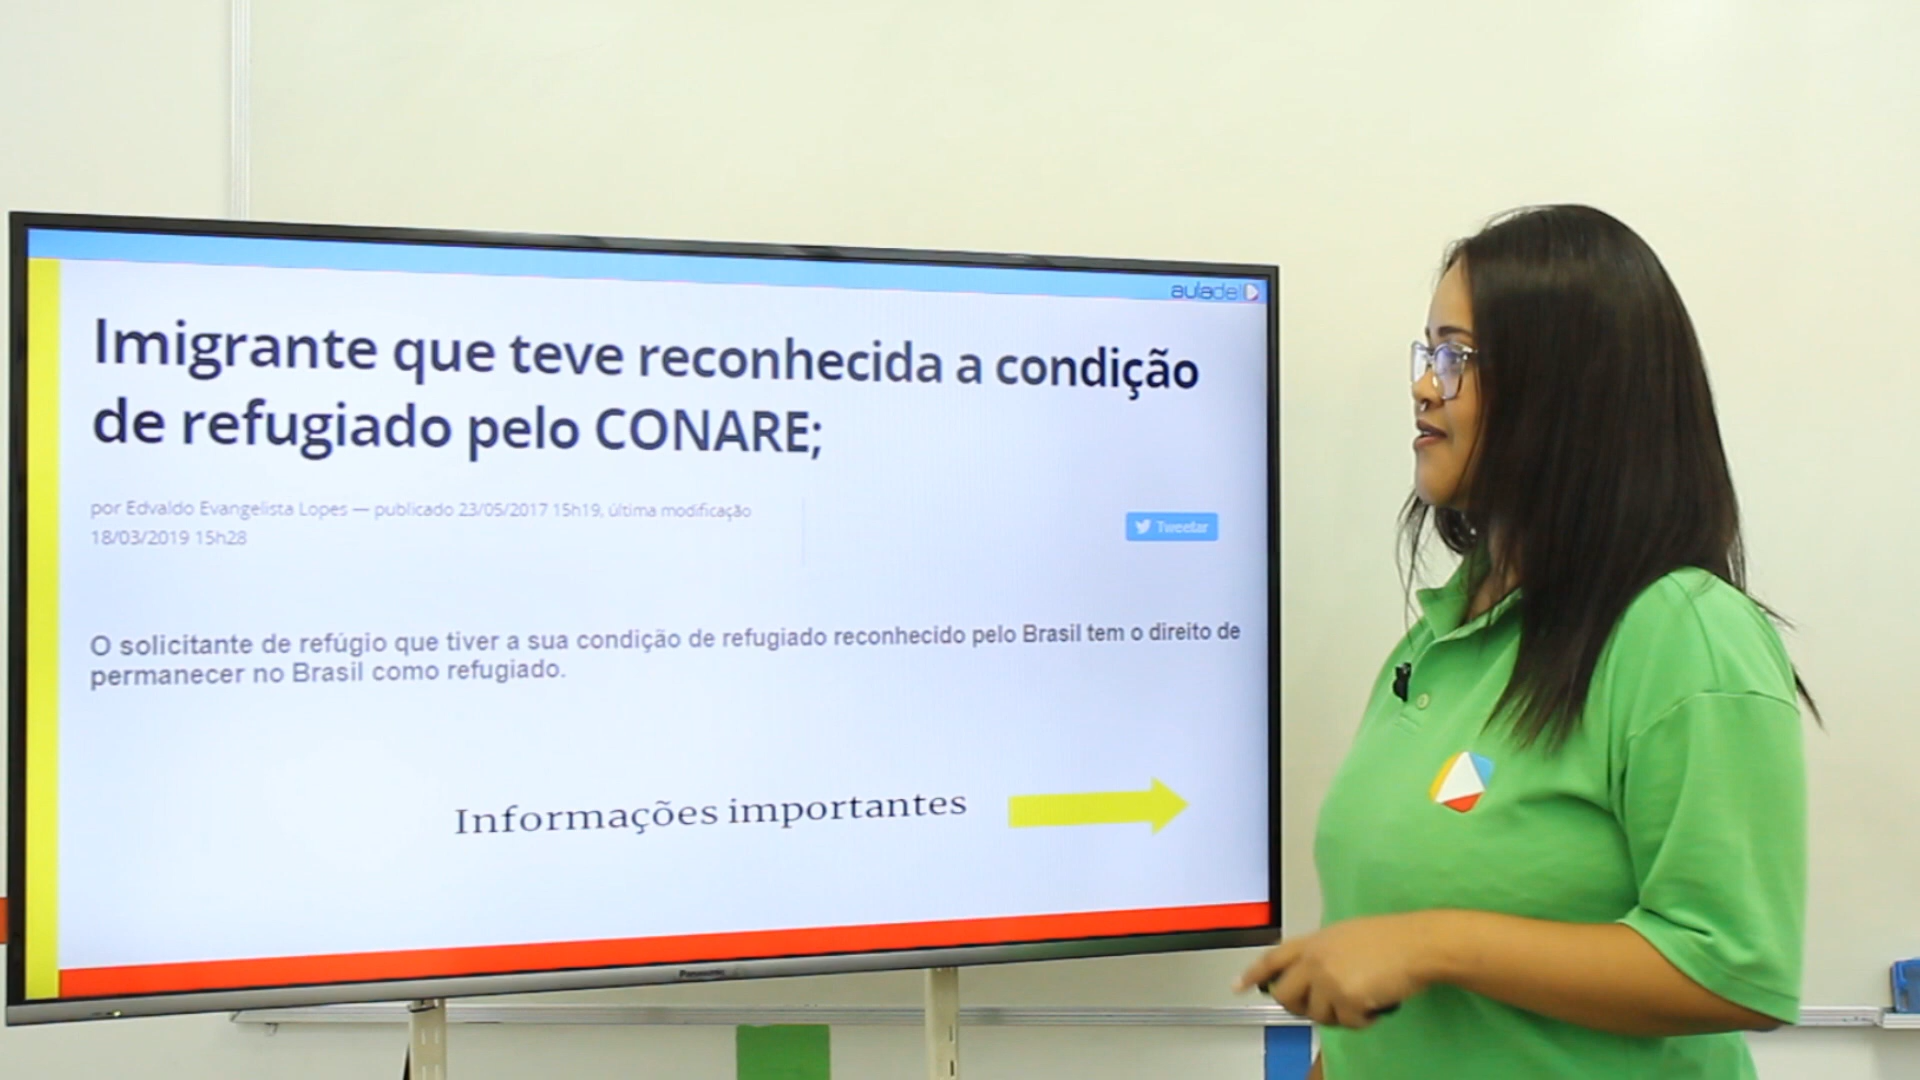 auladeD
Imigrante que teve reconhecida a condição
de refugiado pelo CONARE;
por Edvaldo Evangelista Lopes — publicado 23/05/2017 15h19, última modificação
18/03/2019 15h28
Tweetar
O solicitante de refúgio que tiver a sua condição de refugiado reconhecido pelo Brasil tem o direito de
permanecer no Brasil como refugiado.
Informações importantes
Panasonic